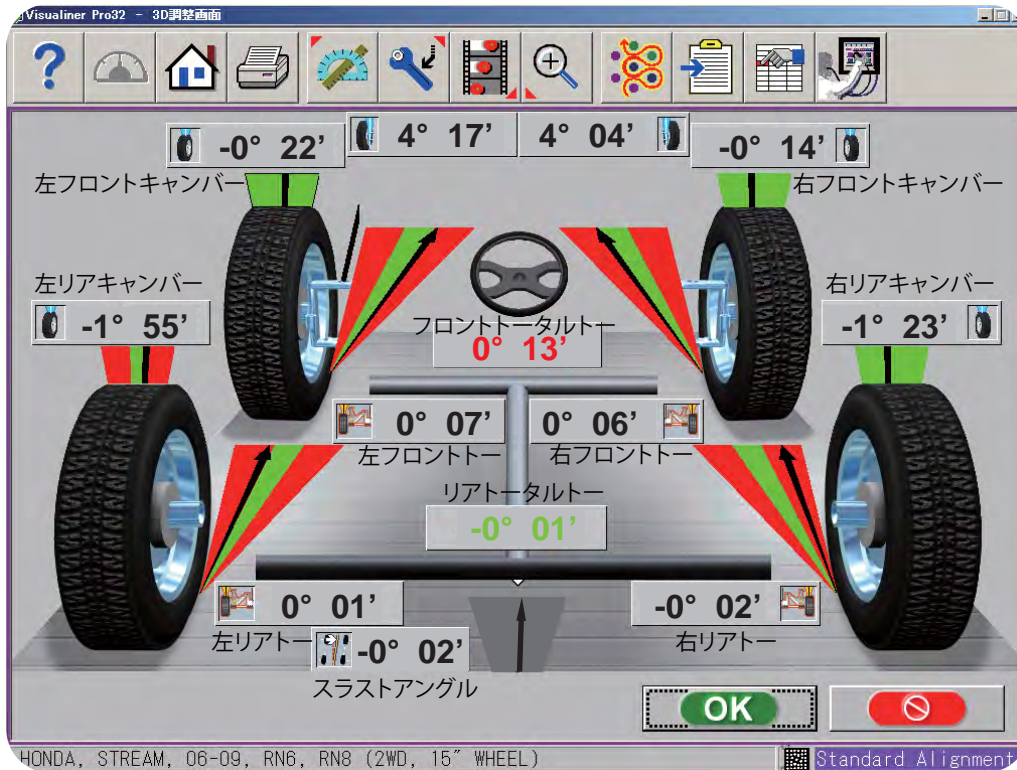 Visualiner Pro32 - 3D調整画面
-0° 22’
4° 17’
4° 04’
-0° 14’
左フロントキャンバー
右フロントキャンバー
左リアキャンバー
-1° 55’
右リアキャンバー
-1° 23’
フロントトータルトー
0° 13’
0° 07’
0° 06’
左フロントトー
右フロントトー
リアトータルトー
-0° 01’
0° 01’
-0° 02’
左リアトー
右リアトー
-0° 02’
スラストアングル
OK
HONDA, STREAM, 06-09, RN6, RN8 (2WD, 15” WHEEL)
Standard Alignment